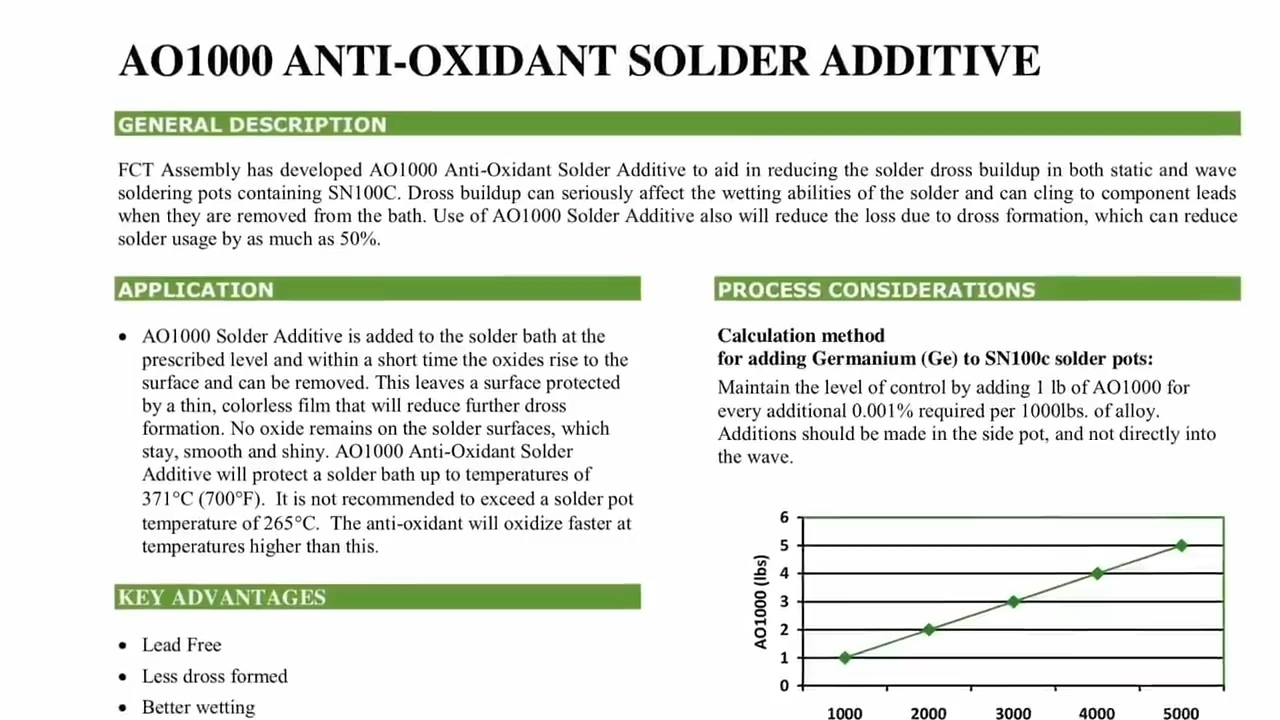 AO1000 ANTI-OXIDANT SOLDER ADDITIVE
GENERAL DESCRIPTION
FCT Assembly has developed AO1000 Anti-Oxidant Solder Additive to aid in reducing the solder dross buildup in both static and wave
soldering pots containing SN100C. Dross buildup can seriously affect the wetting abilities of the solder and can cling to component leads
when they are removed from the bath. Use of AO1000 Solder Additive also will reduce the loss due to dross formation, which can reduce
solder usage by as much as 50%.
APPLICATION
• AO1000 Solder Additive is added to the solder bath at the
prescribed level and within a short time the oxides rise to the
surface and can be removed. This leaves a surface protected
by a thin, colorless film that will reduce further dross
formation. No oxide remains on the solder surfaces, which
stay, smooth and shiny. AO1000 Anti-Oxidant Solder
Additive will protect a solder bath up to temperatures of
371°C (700°F). It is not recommended to exceed a solder pot
temperature of 265°C. The anti-oxidant will oxidize faster at
temperatures higher than this.
KEY ADVANTAGES
• Lead Free
• Less dross formed
• Better wetting
PROCESS CONSIDERATIONS
Calculation method
for adding Germanium (Ge) to SN100c solder pots:
Maintain the level of control by adding 1 lb of AO1000 for
every additional 0.001% required per 1000lbs. of alloy.
Additions should be made in the side pot, and not directly into
the wave.
AO1000 (lbs)
6
5
4
3
2
1
0
1000 2000 3000 4000 5000